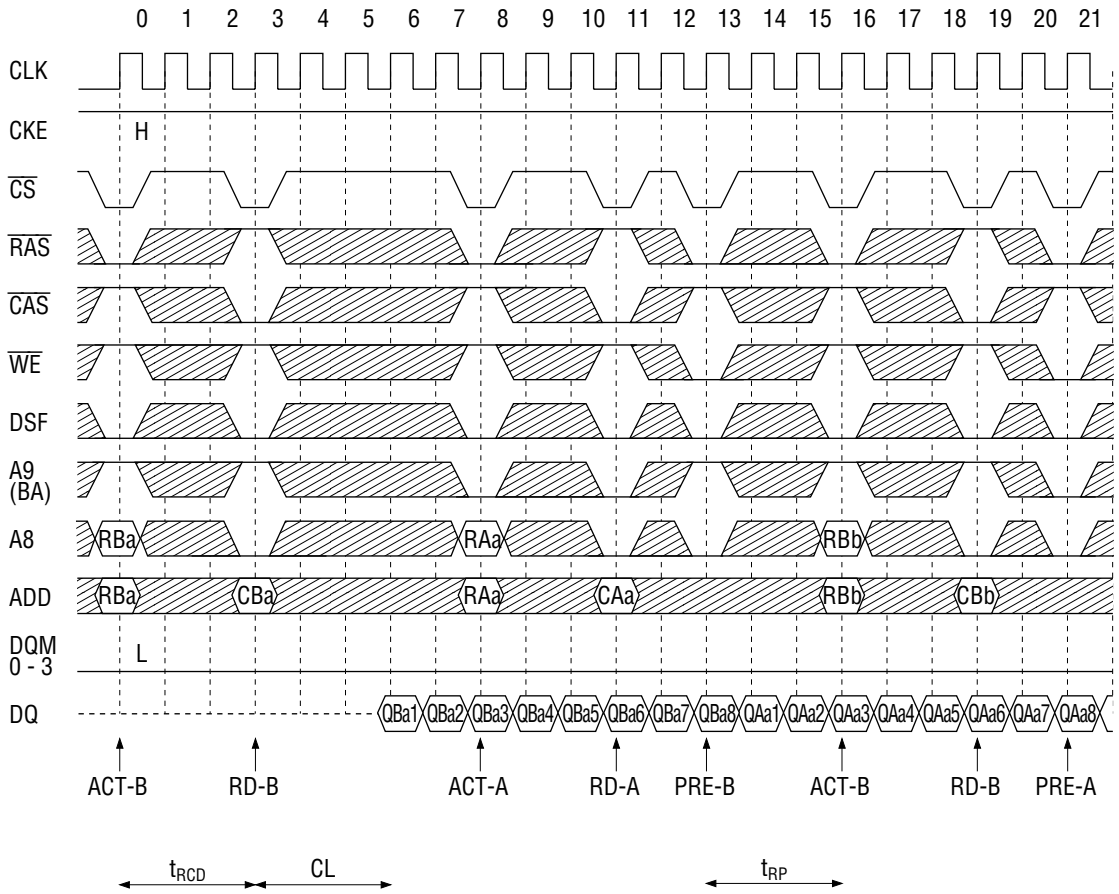 0 1 2 3 4 5 6 7 8 9 10 11 12 13 14 15 16 17 18 19 20 21
CLK
CKE H
CS
RAS
CAS
WE
DSF
A9
(BA)
A8 RBa RAa RBb
ADD RBa CBa RAa CAa RBb CBb
DQM
0 - 3 L
DQ QBa1 QBa2 QBa3 QBa4 QBa5 QBa6 QBa7 QBa8 QAa1 QAa2 QAa3 QAa4 QAa5 QAa6 QAa7 QAa8
ACT-B RD-B ACT-A RD-A PRE-B ACT-B RD-B PRE-A
tRCD CL tRP